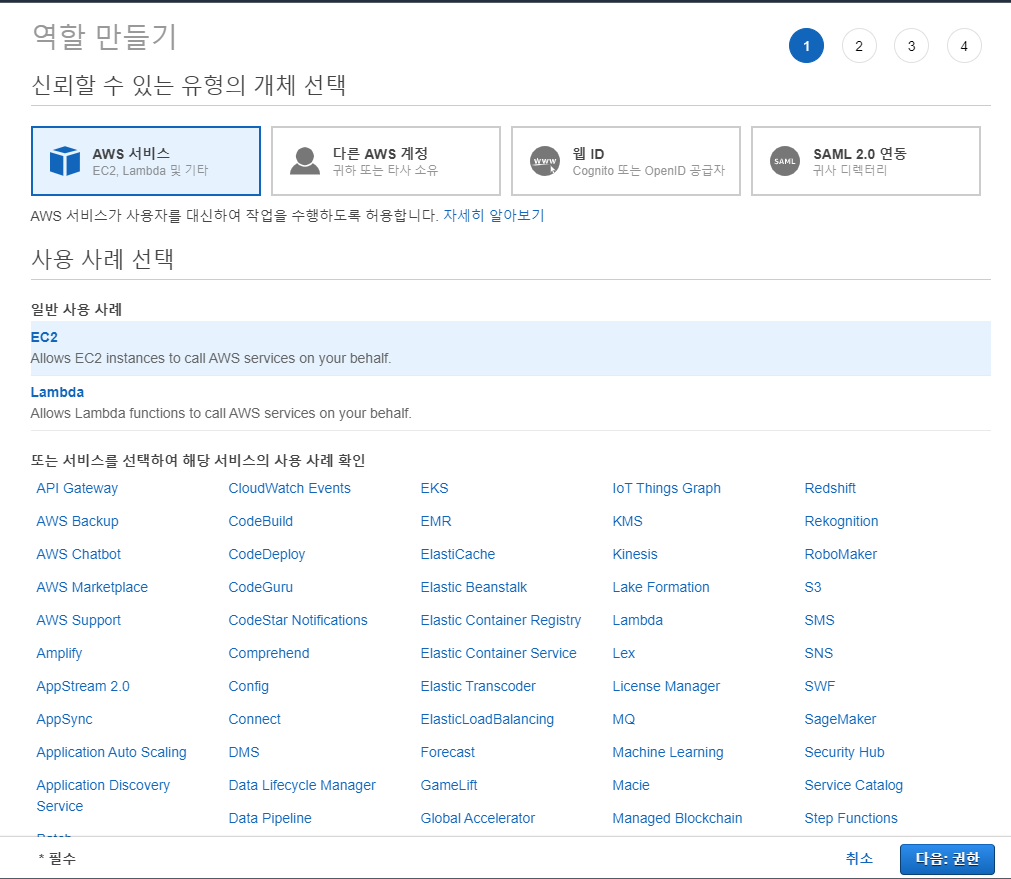 역할 만들기
1 2 3 4
신뢰할 수 있는 유형의 개체 선택
AWS 서비스
EC2, Lambda 및 기타
다른 AWS 계정
귀하 또는 타사 소유
www
웹 ID
Cognito 또는 OpenID 공급자
SAML
SAML 2.0 연동
귀사 디렉터리
AWS 서비스가 사용자를 대신하여 작업을 수행하도록 허용합니다. 자세히 알아보기
사용 사례 선택
일반 사용 사례
EC2
Allows EC2 instances to call AWS services on your behalf.
Lambda
Allows Lambda functions to call AWS services on your behalf.
또는 서비스를 선택하여 해당 서비스의 사용 사례 확인
API Gateway
AWS Backup
AWS Chatbot
AWS Marketplace
AWS Support
Amplify
AppStream 2.0
AppSync
Application Auto Scaling
Application Discovery
Service
Batch
CloudWatch Events
CodeBuild
CodeDeploy
CodeGuru
CodeStar Notifications
Comprehend
Config
Connect
DMS
Data Lifecycle Manager
Data Pipeline
EKS
EMR
ElastiCache
Elastic Beanstalk
Elastic Container Registry
Elastic Container Service
Elastic Transcoder
ElasticLoadBalancing
Forecast
GameLift
Global Accelerator
IoT Things Graph
KMS
Kinesis
Lake Formation
Lambda
Lex
License Manager
MQ
Machine Learning
Macie
Managed Blockchain
Redshift
Rekognition
RoboMaker
S3
SMS
SNS
SWF
SageMaker
Security Hub
Service Catalog
Step Functions
* 필수
취소
다음: 권한